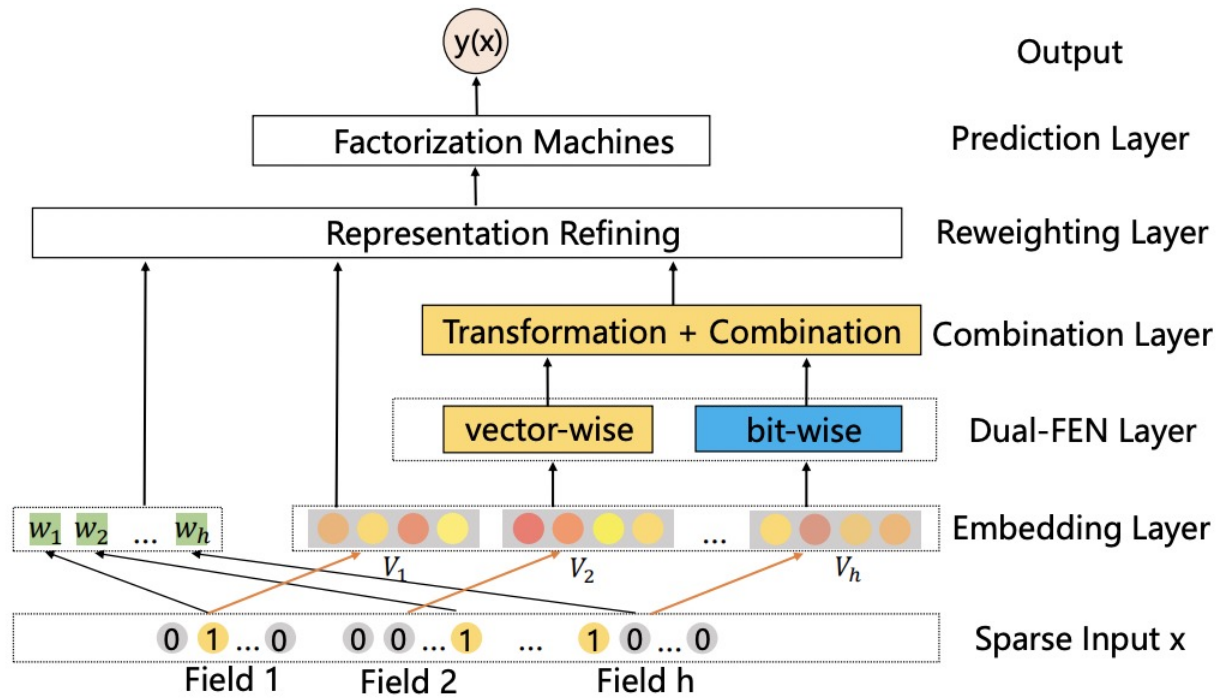 y(x) Output
Factorization Machines Prediction Layer
Representation Refining Reweighting Layer
Transformation + Combination Combination Layer
vector-wise bit-wise Dual-FEN Layer
w₁ w₂ ... wₕ ... Embedding Layer
V₁ V₂ Vₕ
0 1 ... 0 0 0 ... 1 ... 1 0 ... 0 Sparse Input x
Field 1 Field 2 Field h